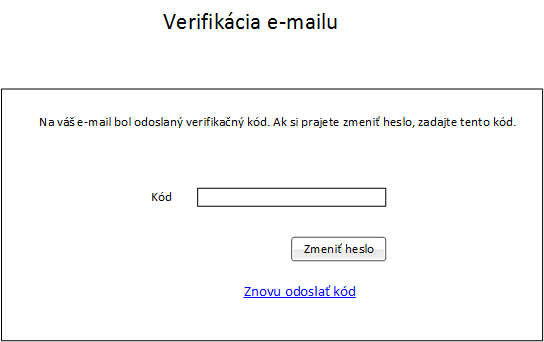 Verifikácia e-mailu
Na váš e-mail bol odoslaný verifikačný kód. Ak si prajete zmeniť heslo, zadajte tento kód.
Kód
Zmeniť heslo
Znovu odoslať kód